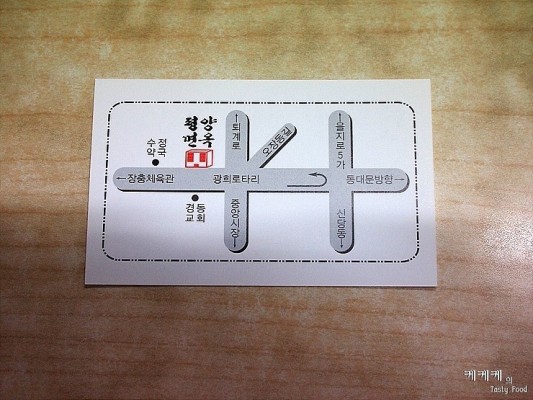 평양
면옥
정국
수약
퇴계로
오장동길
을지로5가
←장충체육관
광희로타리
동대문방향→
경동
교회
중앙시장
신당동
케케케의
Tasty Food